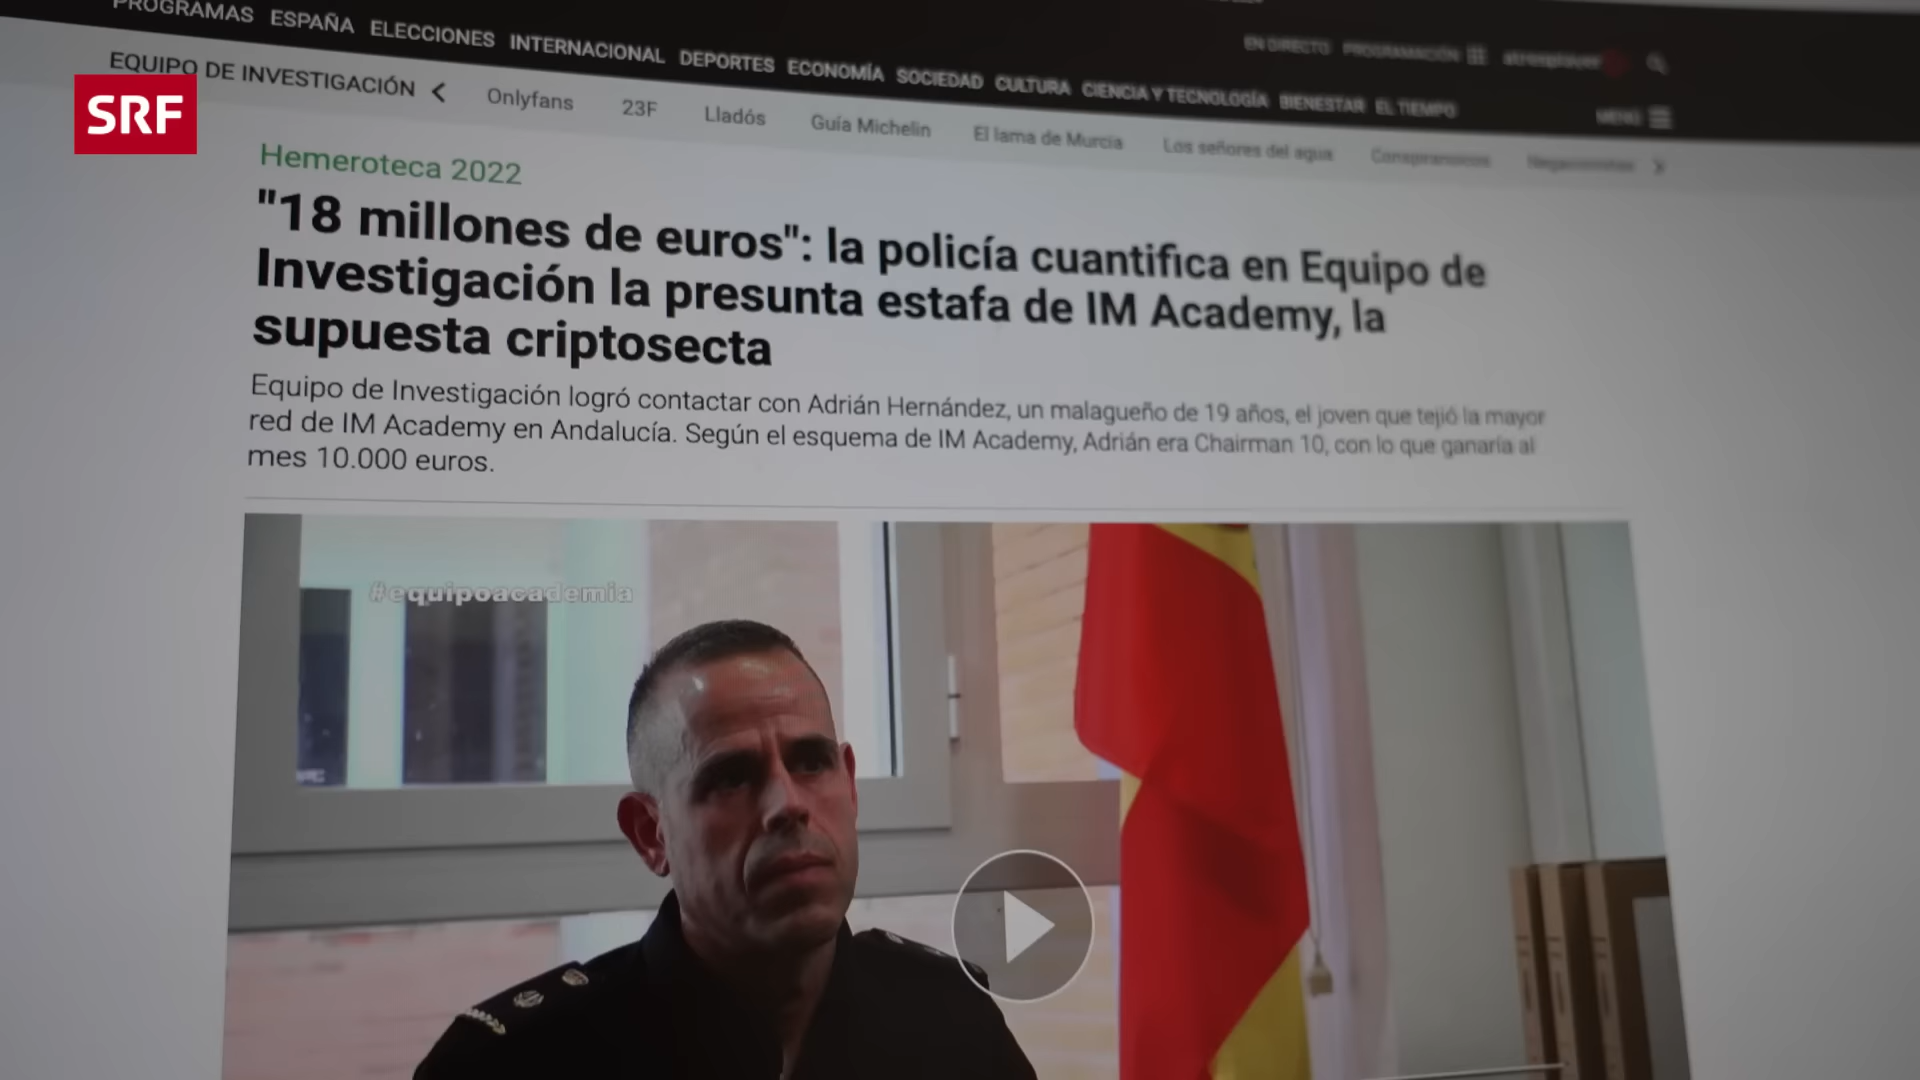 PROGRAMAS ESPAÑA ELECCIONES INTERNACIONAL DEPORTES ECONOMÍA SOCIEDAD CULTURA CIENCIA Y TECNOLOGÍA BIENESTAR EL TIEMPO
EN DIRECTO PROGRAMACIÓN
MENÚ
EQUIPO DE INVESTIGACIÓN Onlyfans 23F Lladós Guía Michelin El lama de Murcia Los señores del agua
SRF
Hemeroteca 2022
"18 millones de euros": la policía cuantifica en Equipo de
Investigación la presunta estafa de IM Academy, la
supuesta criptosecta
Equipo de Investigación logró contactar con Adrián Hernández, un malagueño de 19 años, el joven que tejió la mayor
red de IM Academy en Andalucía. Según el esquema de IM Academy, Adrián era Chairman 10, con lo que ganaría al
mes 10.000 euros.
#equipoacademia